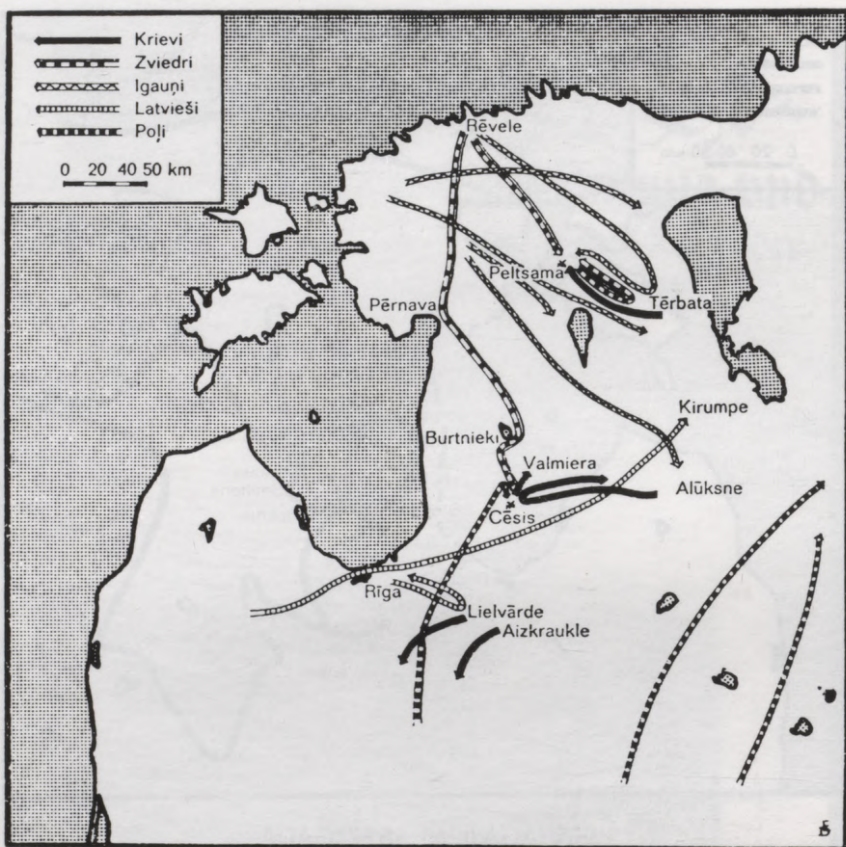 Krievi
Zviedri
Igauņi
Latvieši
Poļi
0 20 40 50 km
Rēvele
Peltsama
Tērbata
Pērnava
Kirumpe
Burtnieki
Valmiera
Alūksne
Cēsis
Rīga
Lielvārde
Aizkraukle